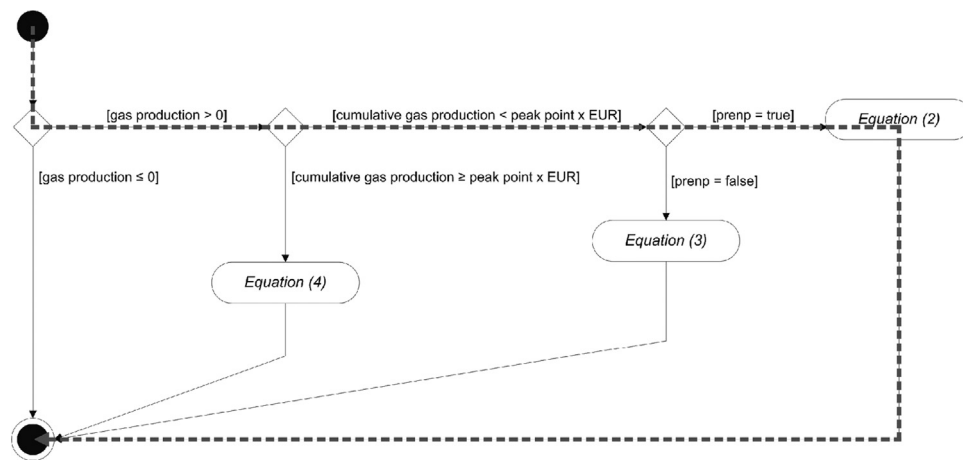 [gas production > 0]
[cumulative gas production < peak point x EUR]
[prenp = true]
Equation (2)
[gas production ≤ 0]
[cumulative gas production ≥ peak point x EUR]
[prenp = false]
Equation (3)
Equation (4)